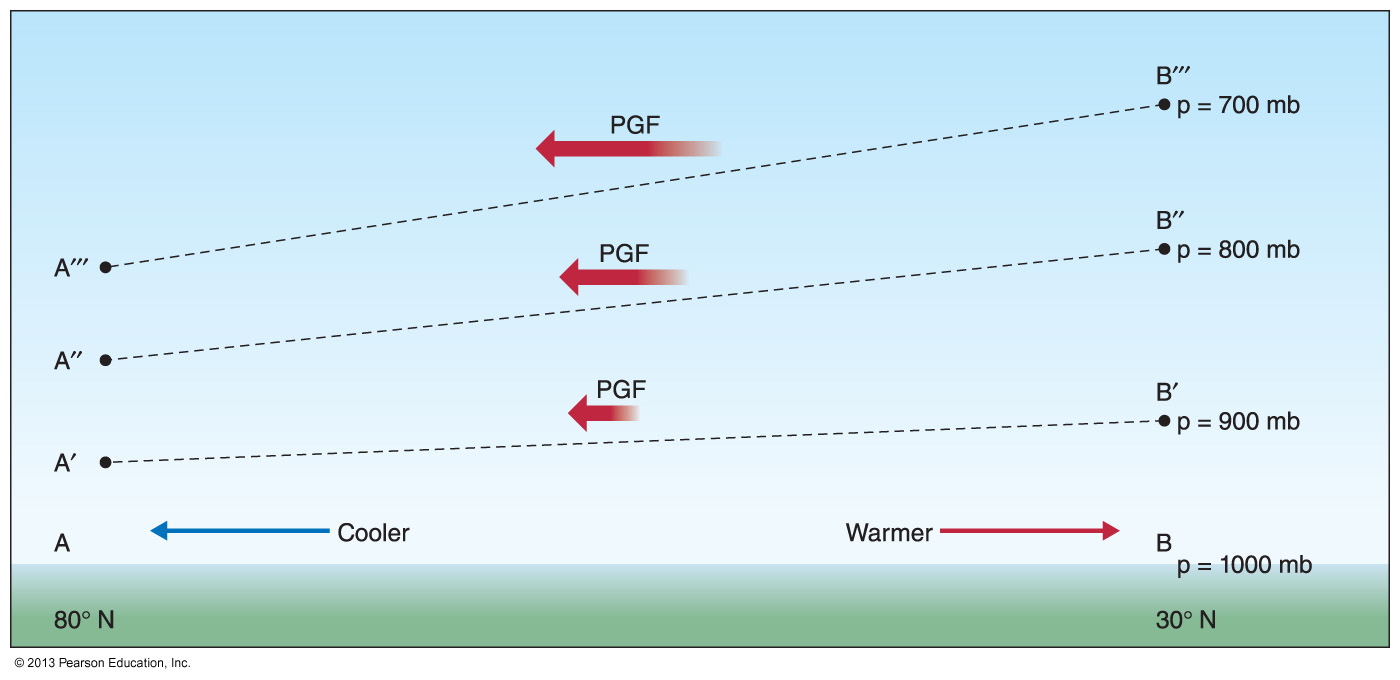 B‴
PGF
p = 700 mb
B″
PGF
p = 800 mb
A‴
A″
PGF
B′
p = 900 mb
A′
Cooler
Warmer
A
B
p = 1000 mb
80° N
30° N
© 2013 Pearson Education, Inc.